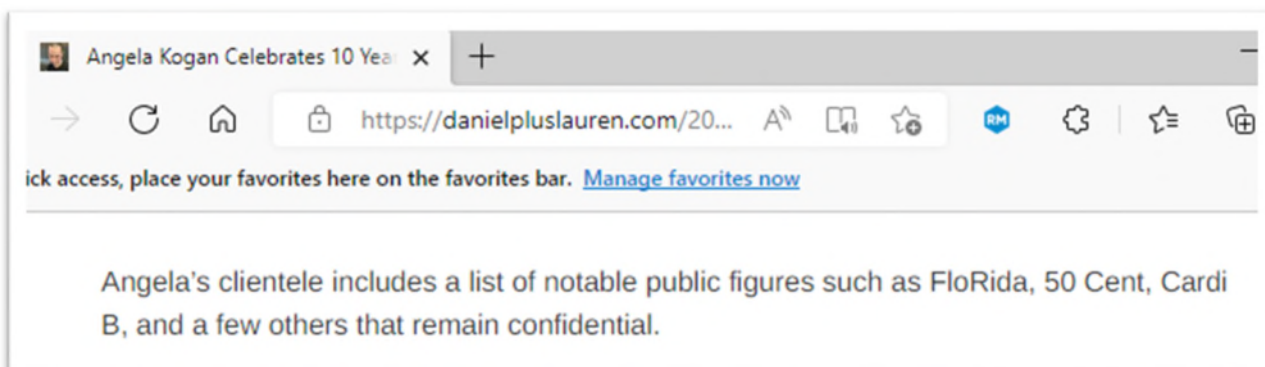 Angela Kogan Celebrates 10 Yea
https://danielpluslauren.com/20...
A
RM
ick access, place your favorites here on the favorites bar. Manage favorites now
Angela’s clientele includes a list of notable public figures such as FloRida, 50 Cent, Cardi
B, and a few others that remain confidential.